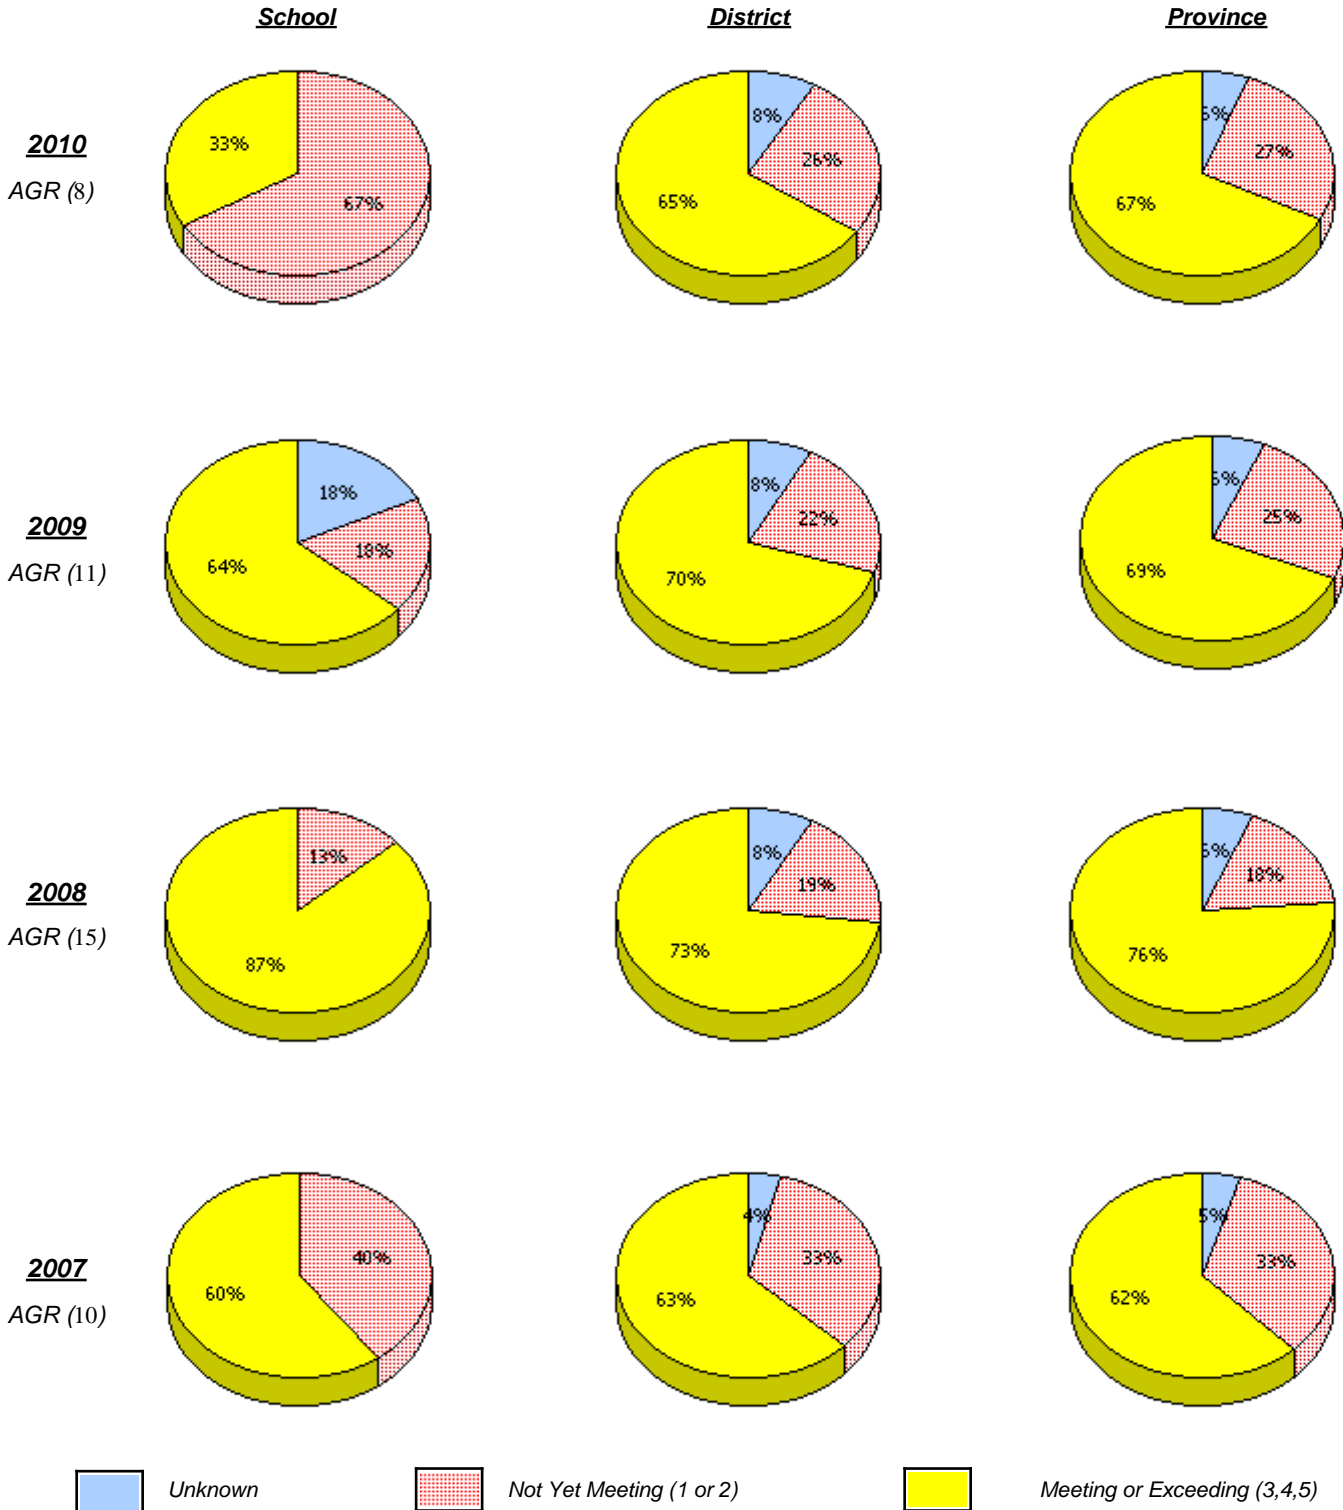 School District Province
2010
AGR (8)
33% 67%
8% 26% 65%
27% 67%
2009
AGR (11)
18% 18% 64%
8% 22% 70%
25% 69%
2008
AGR (15)
13% 87%
8% 19% 73%
18% 76%
2007
AGR (10)
40% 60%
4% 33% 63%
5% 33% 62%
Unknown Not Yet Meeting (1 or 2) Meeting or Exceeding (3,4,5)